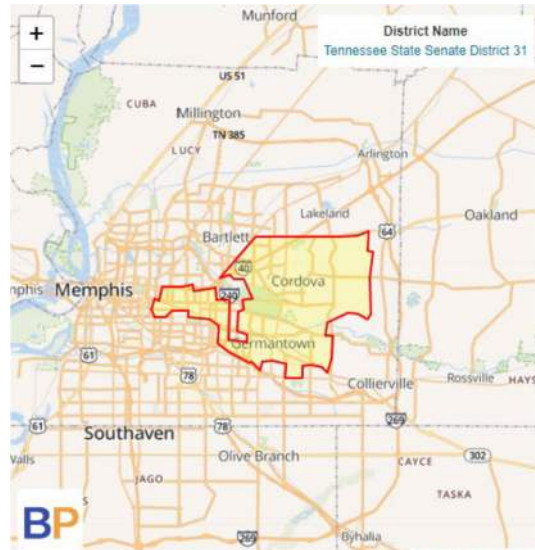 Munford
+
−
District Name
Tennessee State Senate District 31
US 51
CUBA
Millington
TN 385
LUCY
Arlington
Lakeland
64
Oakland
Bartlett
40
Cordova
Memphis
240
61
Germantown
78
Collierville
Rossville
HAYS
61
Southaven
78
269
Olive Branch
302
CAYCE
JAGO
TASKA
BP
269
Byhalia